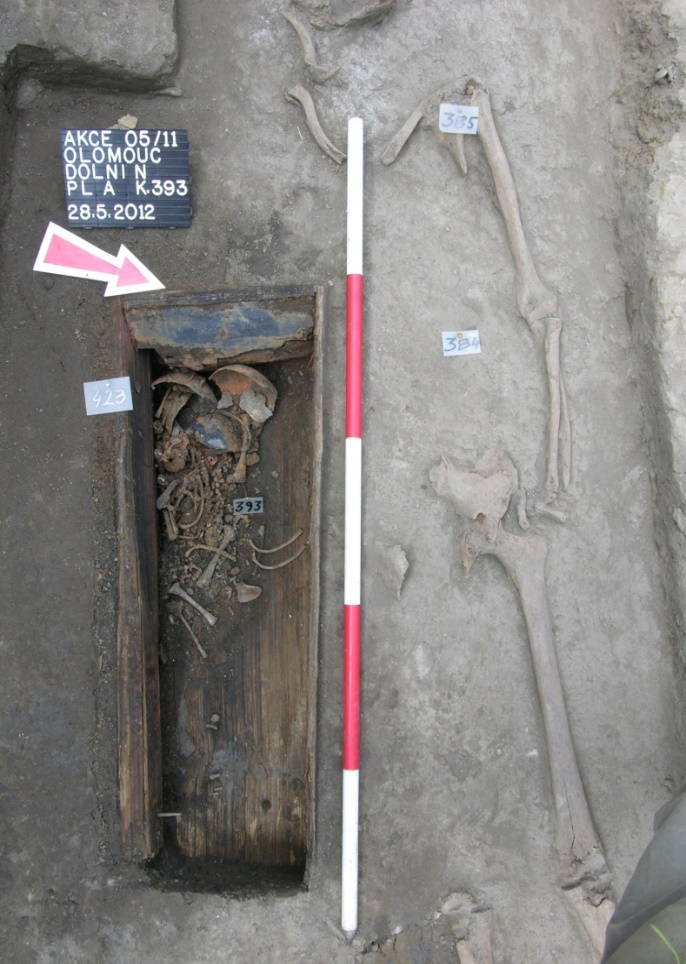 AKCE 05/11
OLOMOUC
DOLNI N
PL A K.393
28.5.2012
385
384
423
393